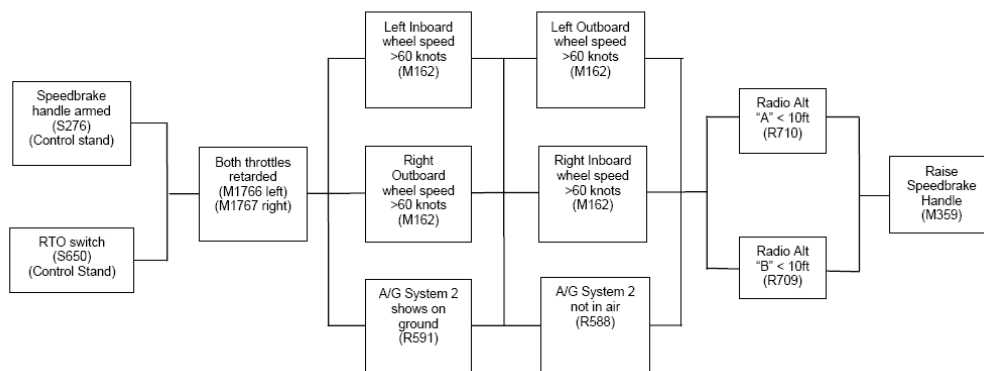 Speedbrake
handle armed
(S276)
(Control stand)
RTO switch
(S650)
(Control Stand)
Both throttles
retarded
(M1766 left)
(M1767 right)
Left Inboard
wheel speed
>60 knots
(M162)
Right
Outboard
wheel speed
>60 knots
(M162)
A/G System 2
shows on
ground
(R591)
Left Outboard
wheel speed
>60 knots
(M162)
Right Inboard
wheel speed
>60 knots
(M162)
A/G System 2
not in air
(R588)
Radio Alt
“A” < 10ft
(R710)
Radio Alt
“B” < 10ft
(R709)
Raise
Speedbrake
Handle
(M359)